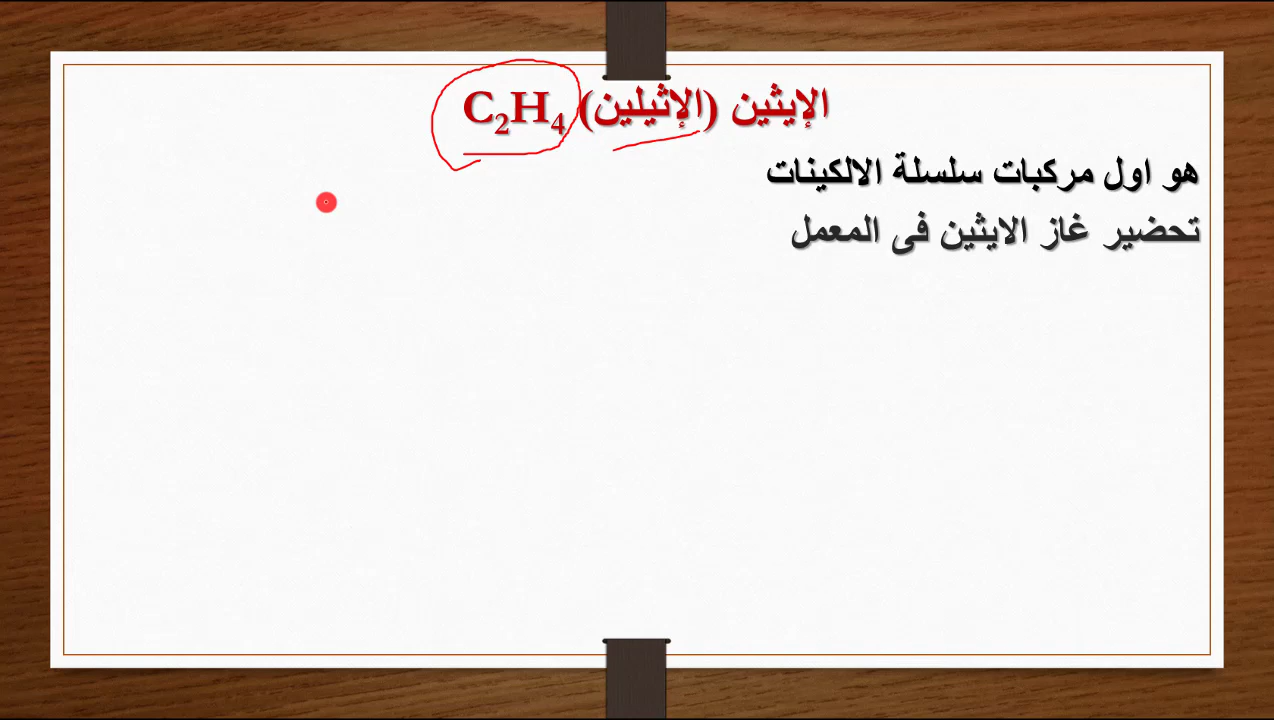 الإيثين (الإثيلين) C₂H₄
هو اول مركبات سلسلة الالكينات
تحضير غاز الايثين فى المعمل